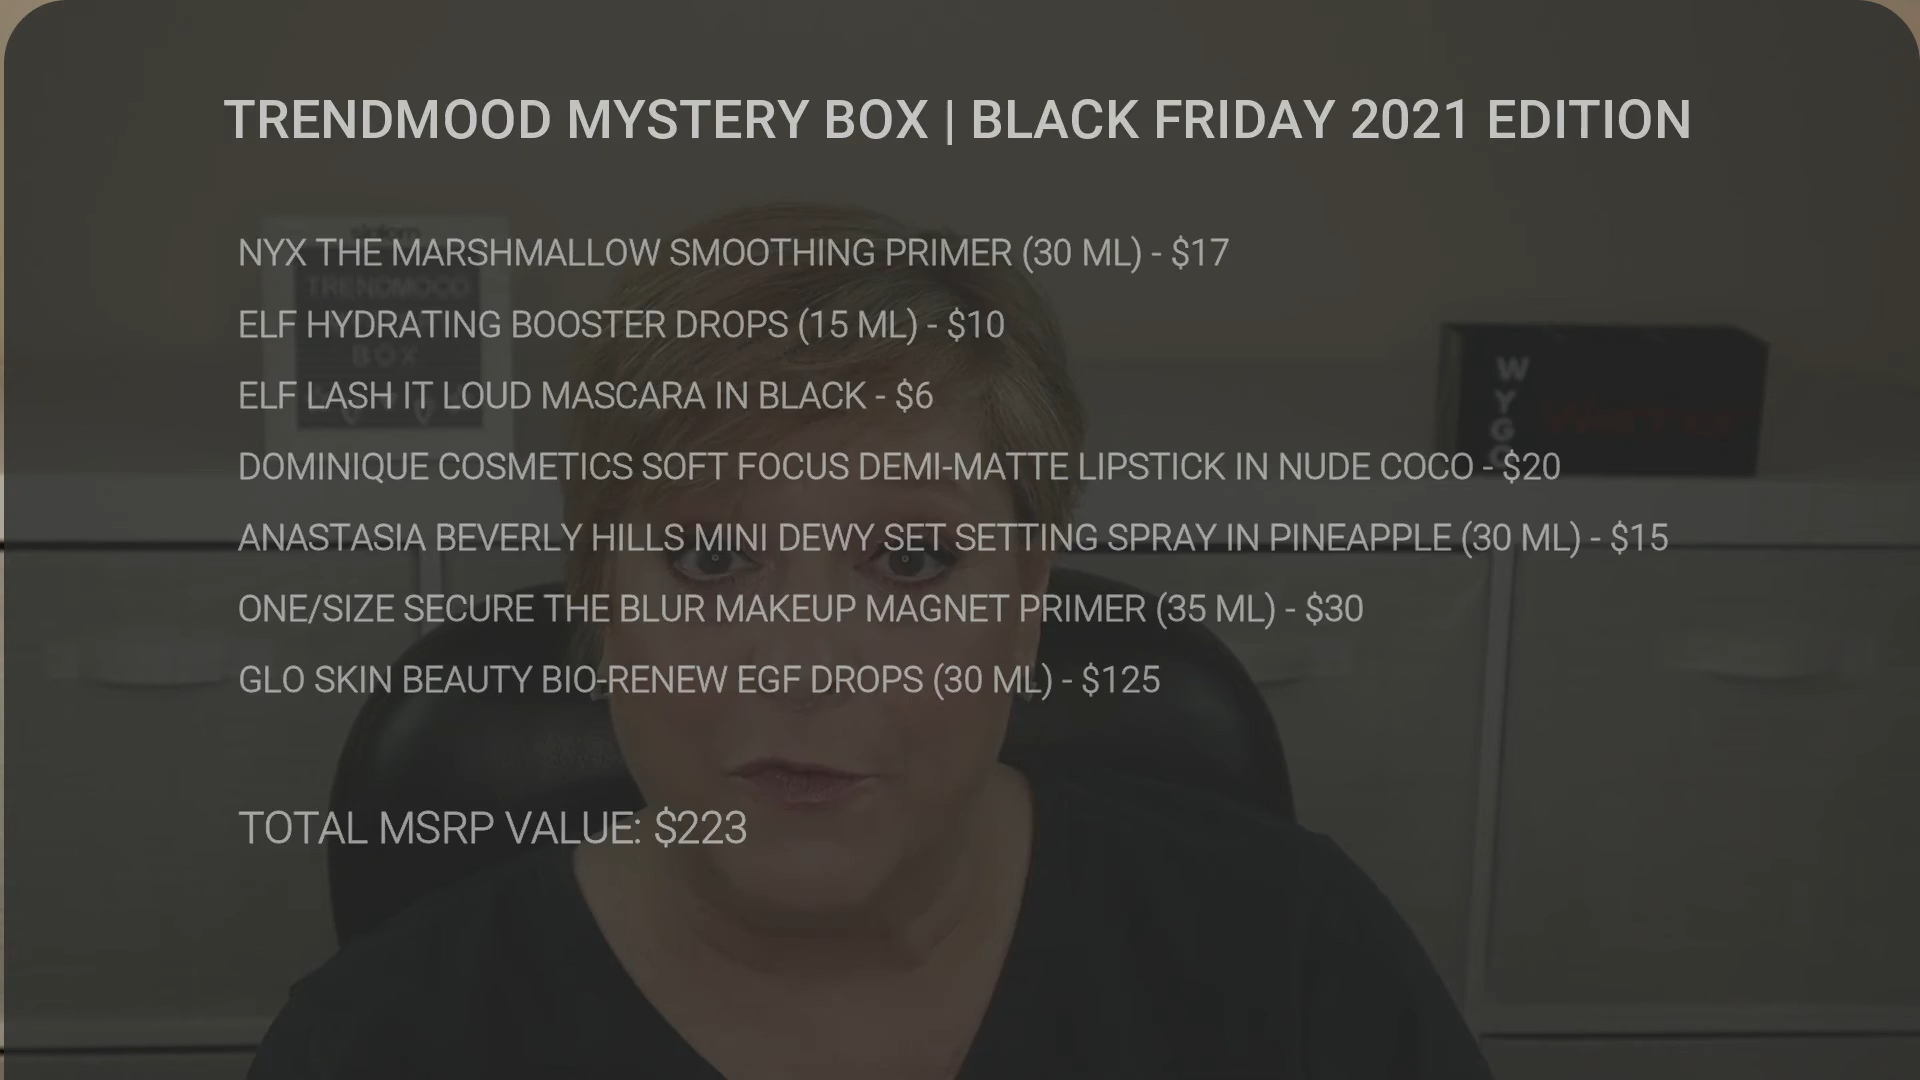 TRENDMOOD MYSTERY BOX | BLACK FRIDAY 2021 EDITION
NYX THE MARSHMALLOW SMOOTHING PRIMER (30 ML) - $17
TRENDMOOD
ELF HYDRATING BOOSTER DROPS (15 ML) - $10
BOX
ELF LASH IT LOUD MASCARA IN BLACK - $6
DOMINIQUE COSMETICS SOFT FOCUS DEMI-MATTE LIPSTICK IN NUDE COCO - $20
ANASTASIA BEVERLY HILLS MINI DEWY SET SETTING SPRAY IN PINEAPPLE (30 ML) - $15
ONE/SIZE SECURE THE BLUR MAKEUP MAGNET PRIMER (35 ML) - $30
GLO SKIN BEAUTY BIO-RENEW EGF DROPS (30 ML) - $125
TOTAL MSRP VALUE: $223